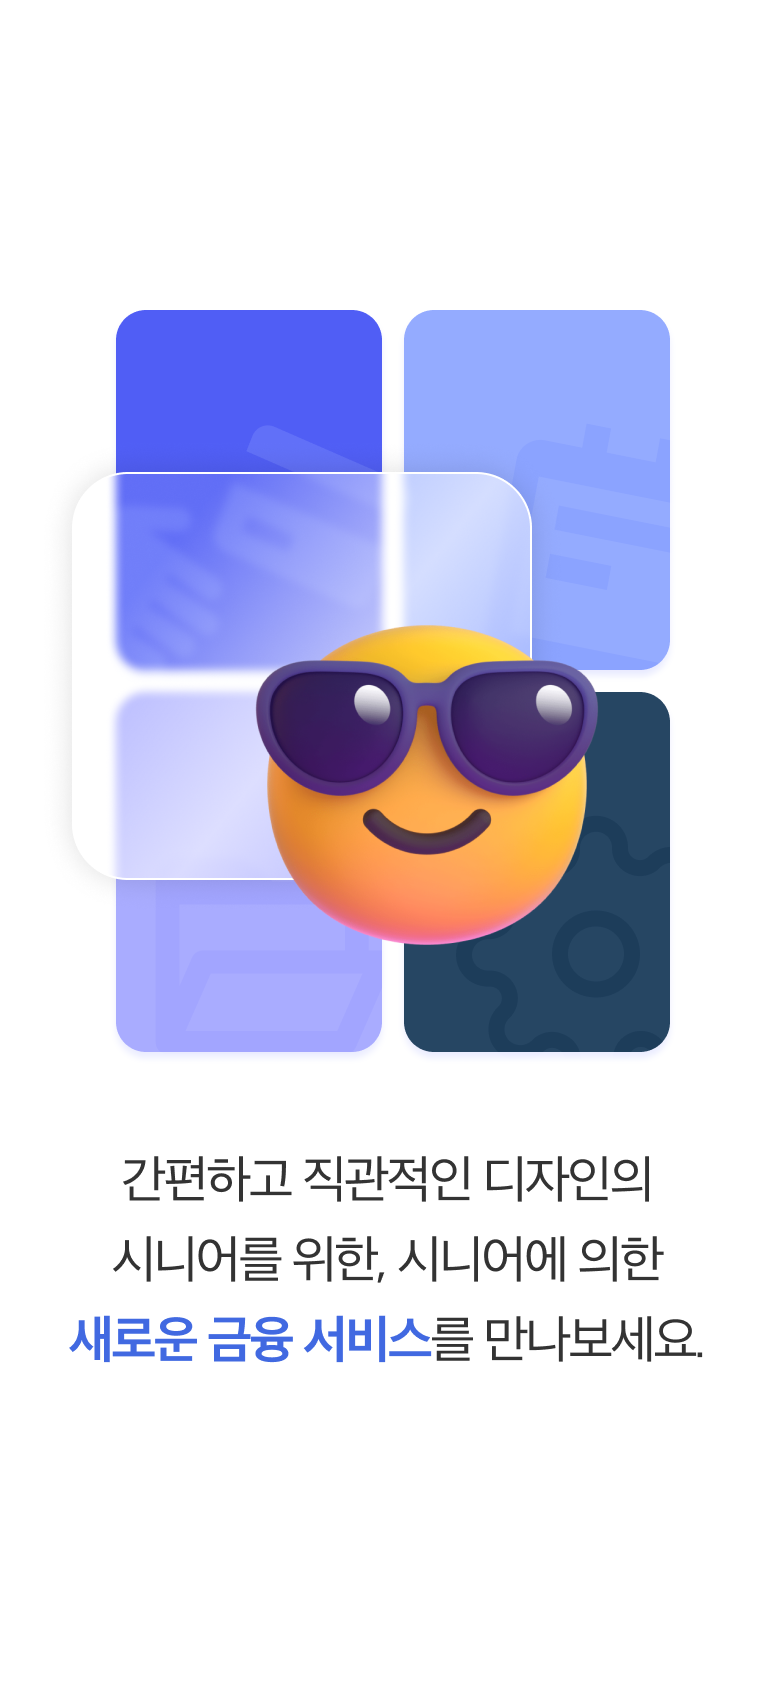 간편하고 직관적인 디자인의
시니어를 위한, 시니어에 의한
새로운 금융 서비스를 만나보세요.